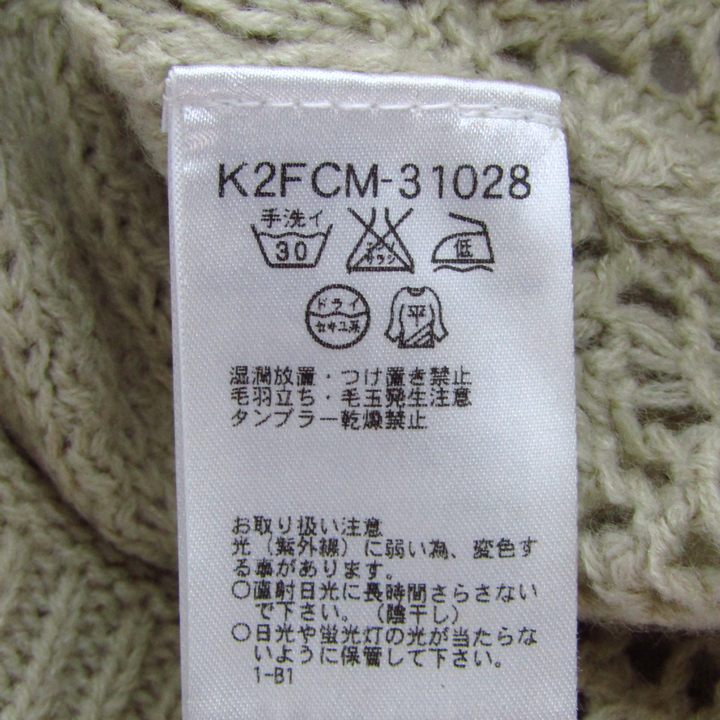 K2FCM-31028
手洗イ
30
エンソサラシ
低
ドライ
セキユ系
平
湿潤放置・つけ置き禁止
毛羽立ち・毛玉発生注意
タンブラー乾燥禁止
お取り扱い注意
光(紫外線)に弱い為、変色す
る事があります。
○直射日光に長時間さらさない
で下さい。(陰干し)
○日光や蛍光灯の光が当たらな
いように保管して下さい。
1-B1